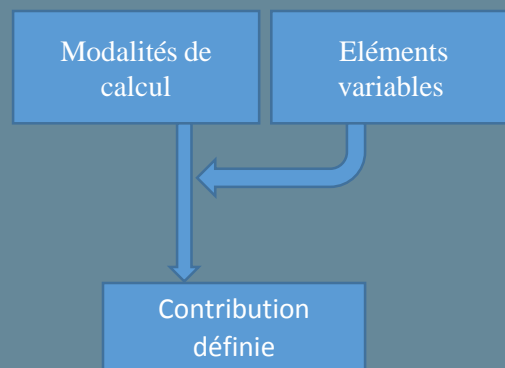 Modalités de
calcul
Eléments
variables
Contribution
définie